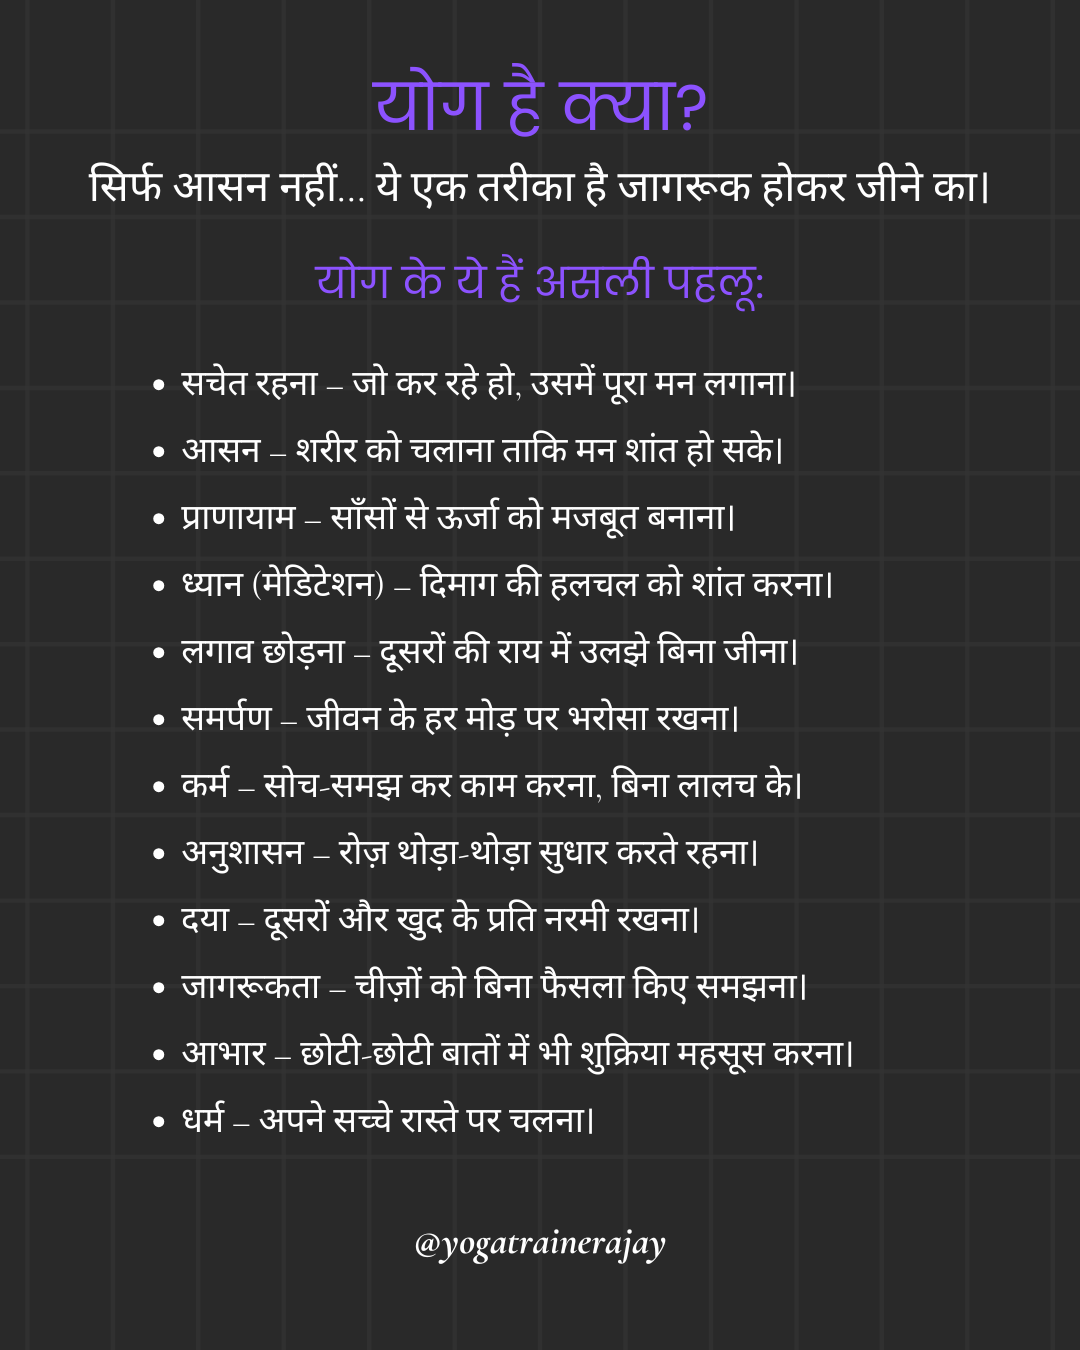 योग है क्या?
सिर्फ आसन नहीं... ये एक तरीका है जागरूक होकर जीने का।
योग के ये हैं असली पहलू:
• सचेत रहना – जो कर रहे हो, उसमें पूरा मन लगाना।
• आसन – शरीर को चलाना ताकि मन शांत हो सके।
• प्राणायाम – साँसों से ऊर्जा को मजबूत बनाना।
• ध्यान (मेडिटेशन) – दिमाग की हलचल को शांत करना।
• लगाव छोड़ना – दूसरों की राय में उलझे बिना जीना।
• समर्पण – जीवन के हर मोड़ पर भरोसा रखना।
• कर्म – सोच-समझ कर काम करना, बिना लालच के।
• अनुशासन – रोज़ थोड़ा-थोड़ा सुधार करते रहना।
• दया – दूसरों और खुद के प्रति नरमी रखना।
• जागरूकता – चीज़ों को बिना फैसला किए समझना।
• आभार – छोटी-छोटी बातों में भी शुक्रिया महसूस करना।
• धर्म – अपने सच्चे रास्ते पर चलना।
@yogatrainerajay